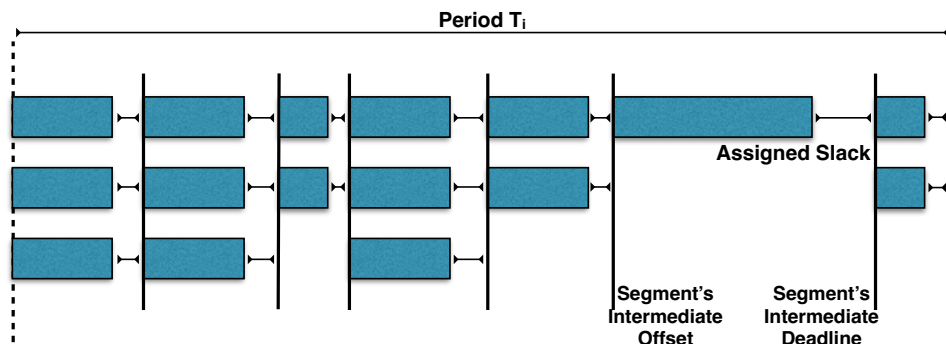 Period Ti
Assigned Slack
Segment's
Intermediate
Offset
Segment's
Intermediate
Deadline